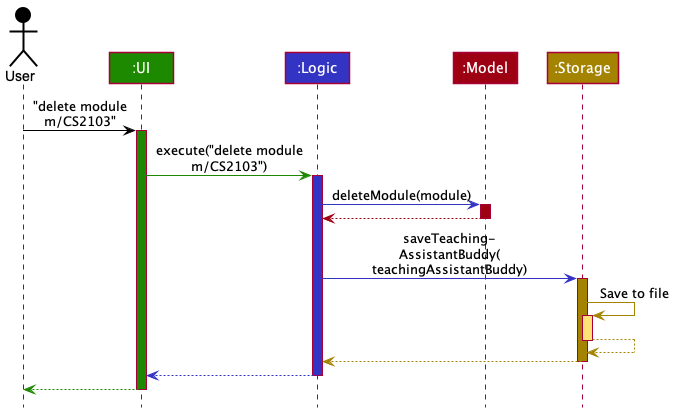 User
:UI
:Logic
:Model
:Storage
"delete module
m/CS2103"
execute("delete module
m/CS2103")
deleteModule(module)
saveTeaching-
AssistantBuddy(
teachingAssistantBuddy)
Save to file